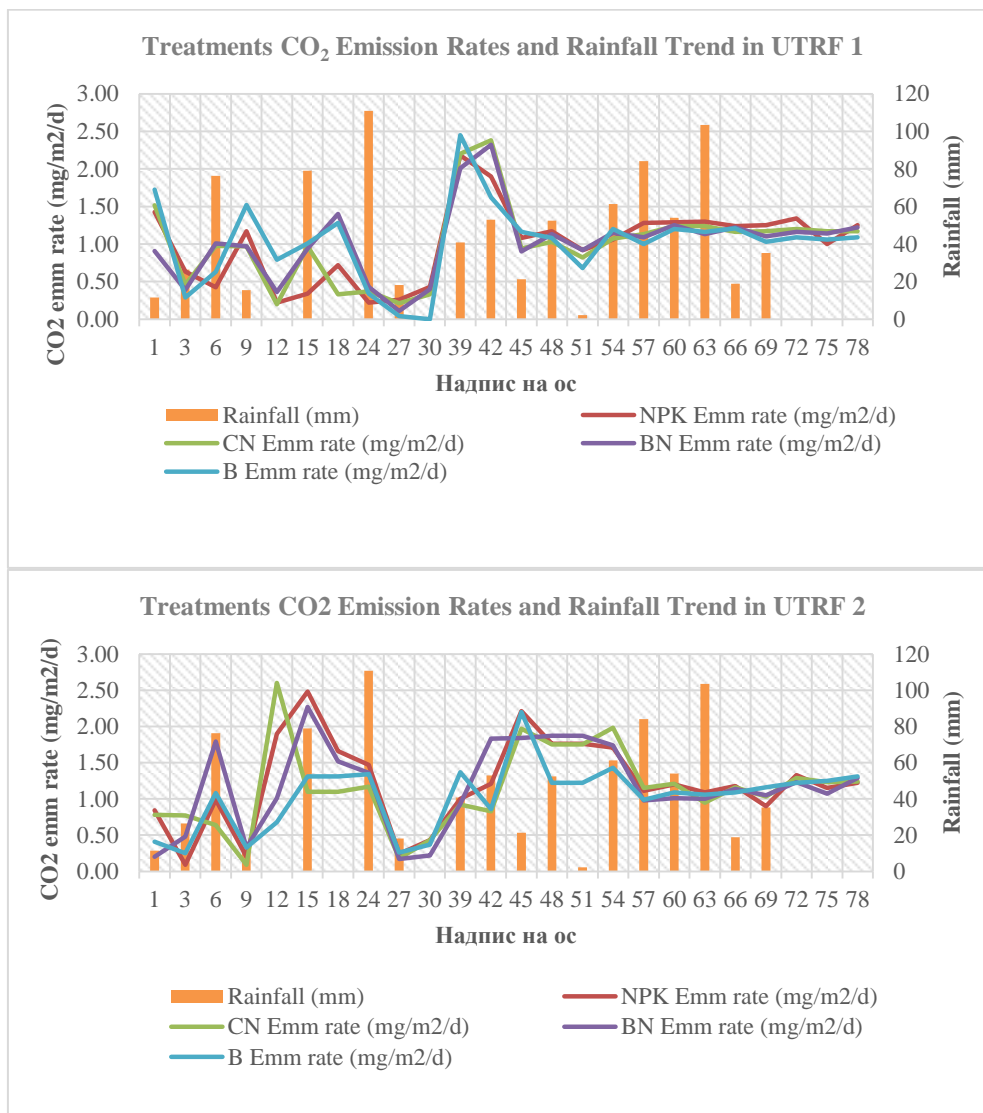 Treatments CO₂ Emission Rates and Rainfall Trend in UTRF 1
CO2 emm rate (mg/m2/d)
3.00
2.50
2.00
1.50
1.00
0.50
0.00
120
100
80
60
40
20
0
Rainfall (mm)
1 3 6 9 12 15 18 24 27 30 39 42 45 48 51 54 57 60 63 66 69 72 75 78
Надпис на ос
Rainfall (mm)
NPK Emm rate (mg/m2/d)
CN Emm rate (mg/m2/d)
BN Emm rate (mg/m2/d)
B Emm rate (mg/m2/d)
Treatments CO2 Emission Rates and Rainfall Trend in UTRF 2
CO2 emm rate (mg/m2/d)
3.00
2.50
2.00
1.50
1.00
0.50
0.00
120
100
80
60
40
20
0
Rainfall (mm)
1 3 6 9 12 15 18 24 27 30 39 42 45 48 51 54 57 60 63 66 69 72 75 78
Надпис на ос
Rainfall (mm)
NPK Emm rate (mg/m2/d)
CN Emm rate (mg/m2/d)
BN Emm rate (mg/m2/d)
B Emm rate (mg/m2/d)